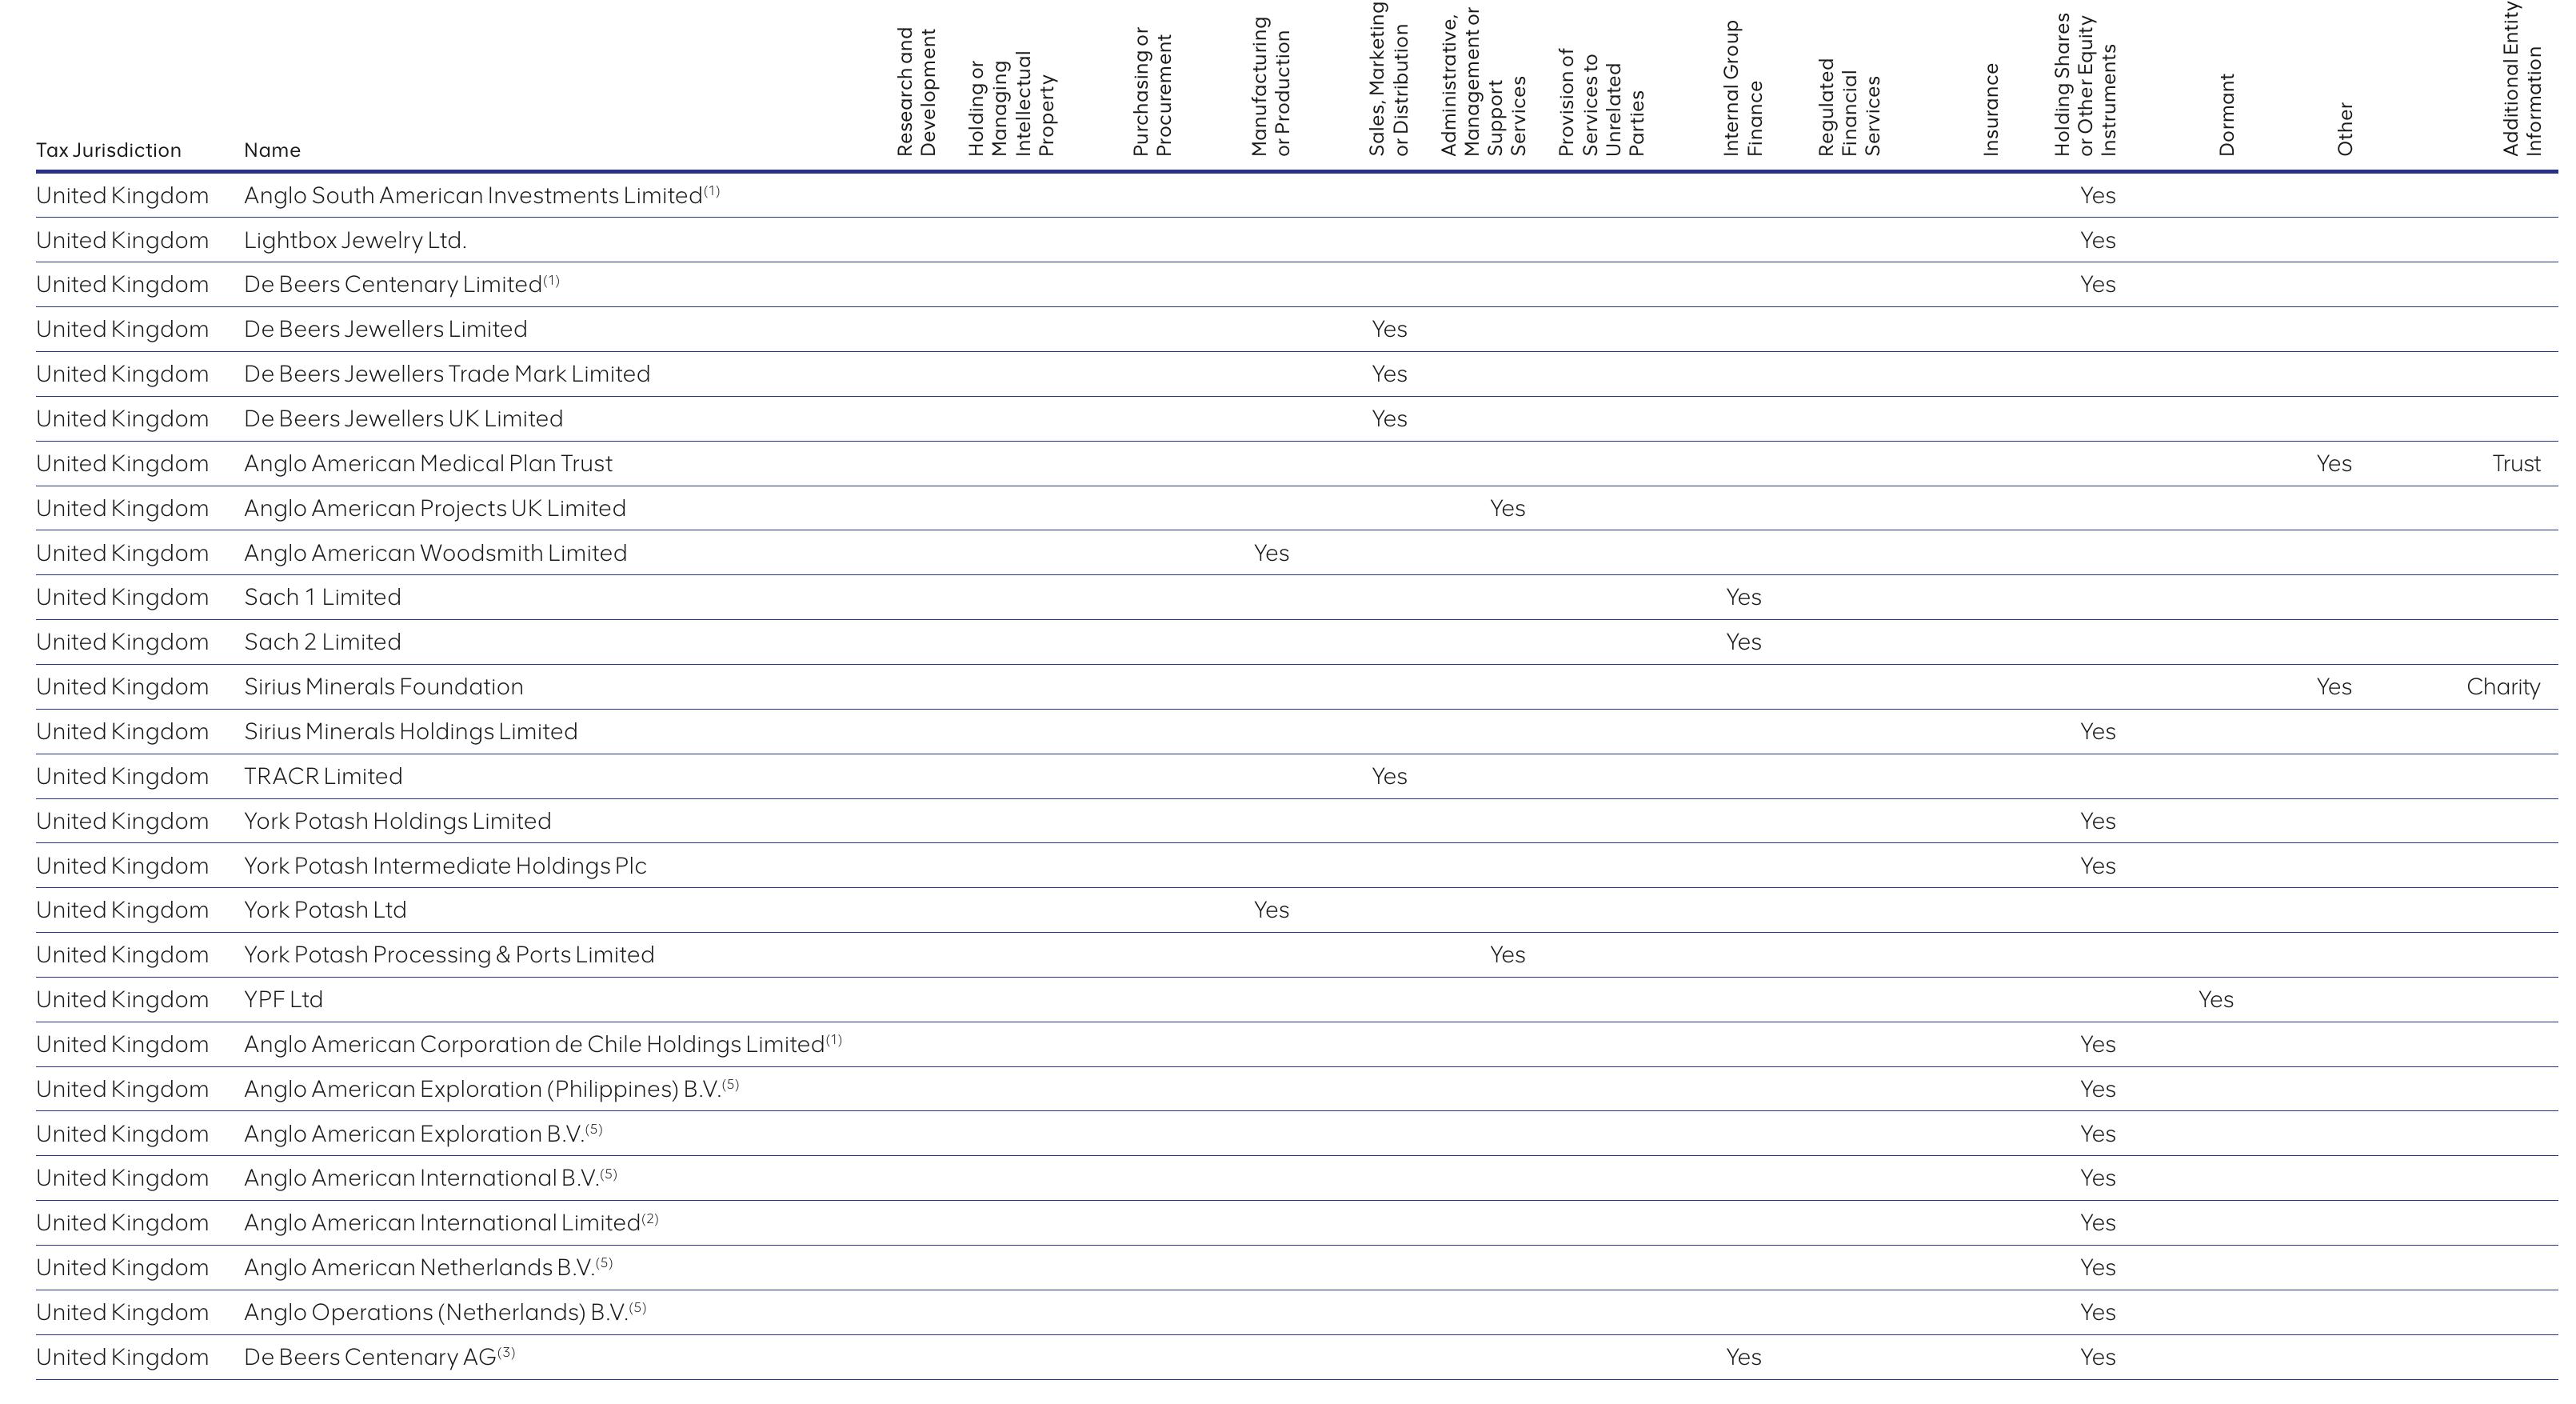 Tax Jurisdiction Name Research and Development Holding or Managing Intellectual Property Purchasing or Procurement Manufacturing or Production Sales, Marketing or Distribution Administrative, Management or Support Services Provision of Services to Unrelated Parties Internal Group Finance Regulated Financial Services Insurance Holding Shares or Other Equity Instruments Dormant Other Additional Entity Information
United Kingdom Anglo South American Investments Limited(1) Yes
United Kingdom Lightbox Jewelry Ltd. Yes
United Kingdom De Beers Centenary Limited(1) Yes
United Kingdom De Beers Jewellers Limited Yes
United Kingdom De Beers Jewellers Trade Mark Limited Yes
United Kingdom De Beers Jewellers UK Limited Yes
United Kingdom Anglo American Medical Plan Trust Yes Trust
United Kingdom Anglo American Projects UK Limited Yes
United Kingdom Anglo American Woodsmith Limited Yes
United Kingdom Sach 1 Limited Yes
United Kingdom Sach 2 Limited Yes
United Kingdom Sirius Minerals Foundation Yes Charity
United Kingdom Sirius Minerals Holdings Limited Yes
United Kingdom TRACR Limited Yes
United Kingdom York Potash Holdings Limited Yes
United Kingdom York Potash Intermediate Holdings Plc Yes
United Kingdom York Potash Ltd Yes
United Kingdom York Potash Processing & Ports Limited Yes
United Kingdom YPF Ltd Yes
United Kingdom Anglo American Corporation de Chile Holdings Limited(1) Yes
United Kingdom Anglo American Exploration (Philippines) B.V.(5) Yes
United Kingdom Anglo American Exploration B.V.(5) Yes
United Kingdom Anglo American International B.V.(5) Yes
United Kingdom Anglo American International Limited(2) Yes
United Kingdom Anglo American Netherlands B.V.(5) Yes
United Kingdom Anglo Operations (Netherlands) B.V.(5) Yes
United Kingdom De Beers Centenary AG(3) Yes Yes